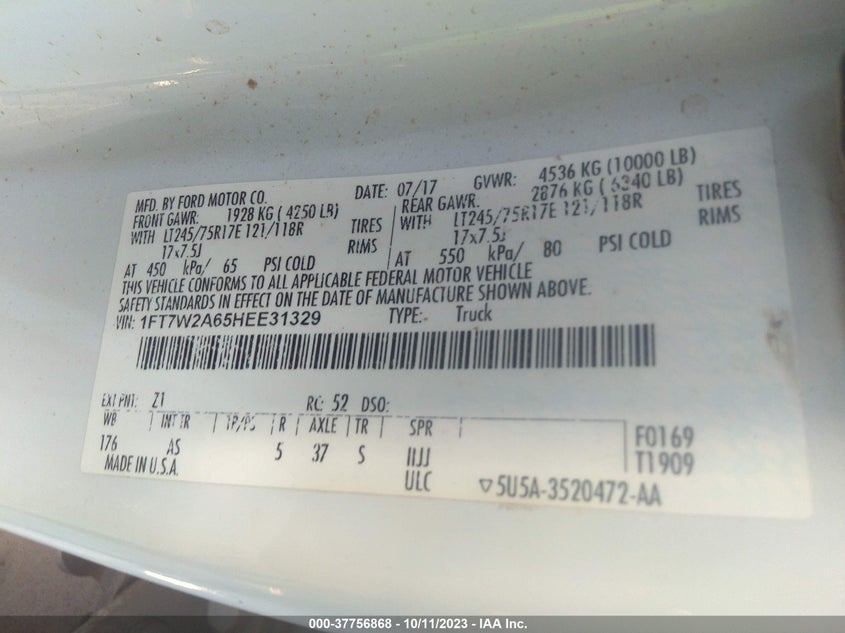 MFD. BY FORD MOTOR CO. DATE: 07/17 GVWR: 4536 KG (10000 LB)
FRONT GAWR: 1928 KG ( 4250 LB) REAR GAWR: 2876 KG ( 6340 LB)
WITH LT245/75R17E 121/118R TIRES WITH LT245/75R17E 121/118R TIRES
17x7.5J RIMS 17x7.5J RIMS
AT 450 kPa/ 65 PSI COLD AT 550 kPa/ 80 PSI COLD
THIS VEHICLE CONFORMS TO ALL APPLICABLE FEDERAL MOTOR VEHICLE
SAFETY STANDARDS IN EFFECT ON THE DATE OF MANUFACTURE SHOWN ABOVE.
VIN: 1FT7W2A65HEE31329 TYPE: Truck
EXT PNT: Z1 RC: 52 DSO:
WB INT TR TP/PS R AXLE TR SPR
176 AS 5 37 S IIJJ F0169
MADE IN U.S.A. ULC T1909
5U5A-3520472-AA
000-37756868 - 10/11/2023 - IAA Inc.